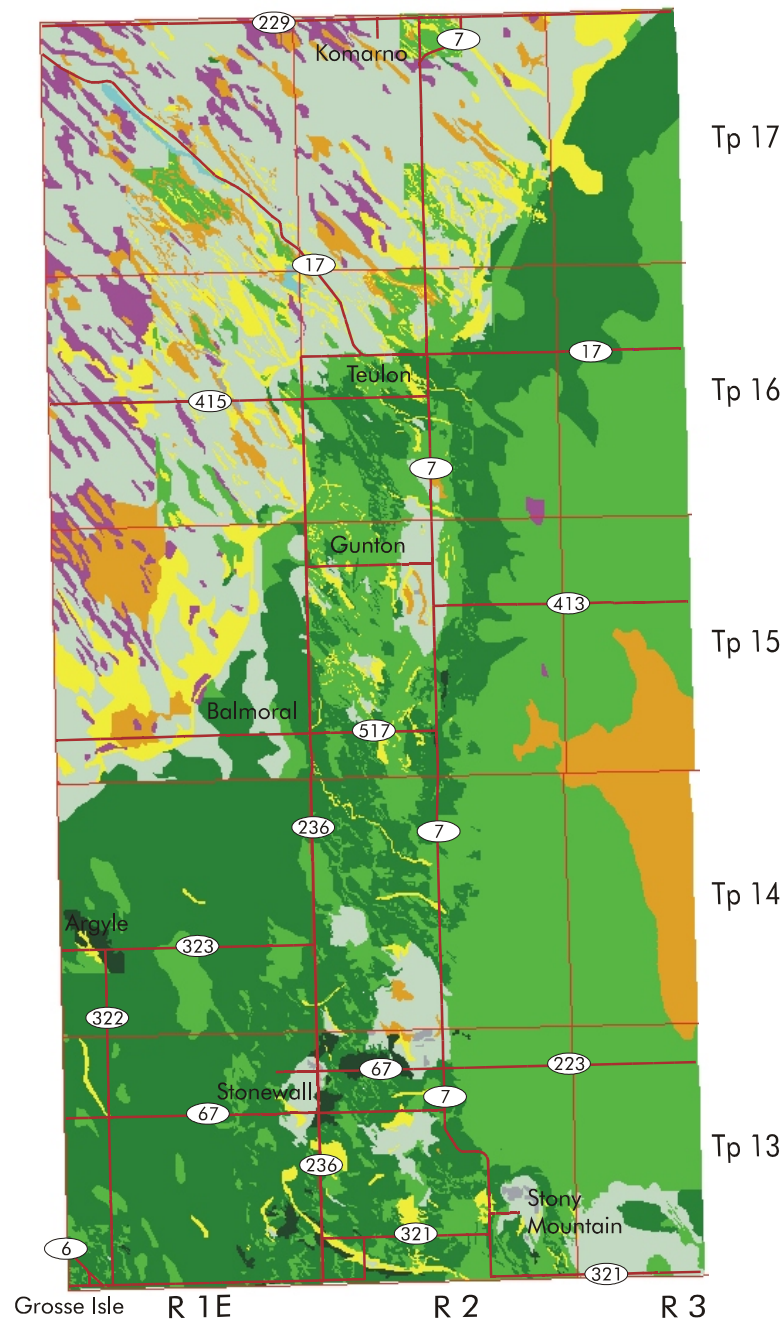 229
7
Komarno
Tp 17
17
17
Teulon
Tp 16
415
7
Gunton
413
Tp 15
Balmoral
517
236
7
Tp 14
Argyle
323
322
223
67
Stonewall
7
67
Tp 13
236
Stony
Mountain
321
6
321
Grosse Isle
R 1E
R 2
R 3